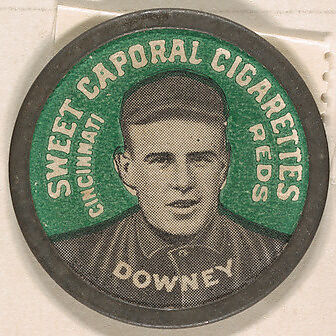 SWEET CAPORAL CIGARETTES
CINCINNATI
REDS
DOWNEY